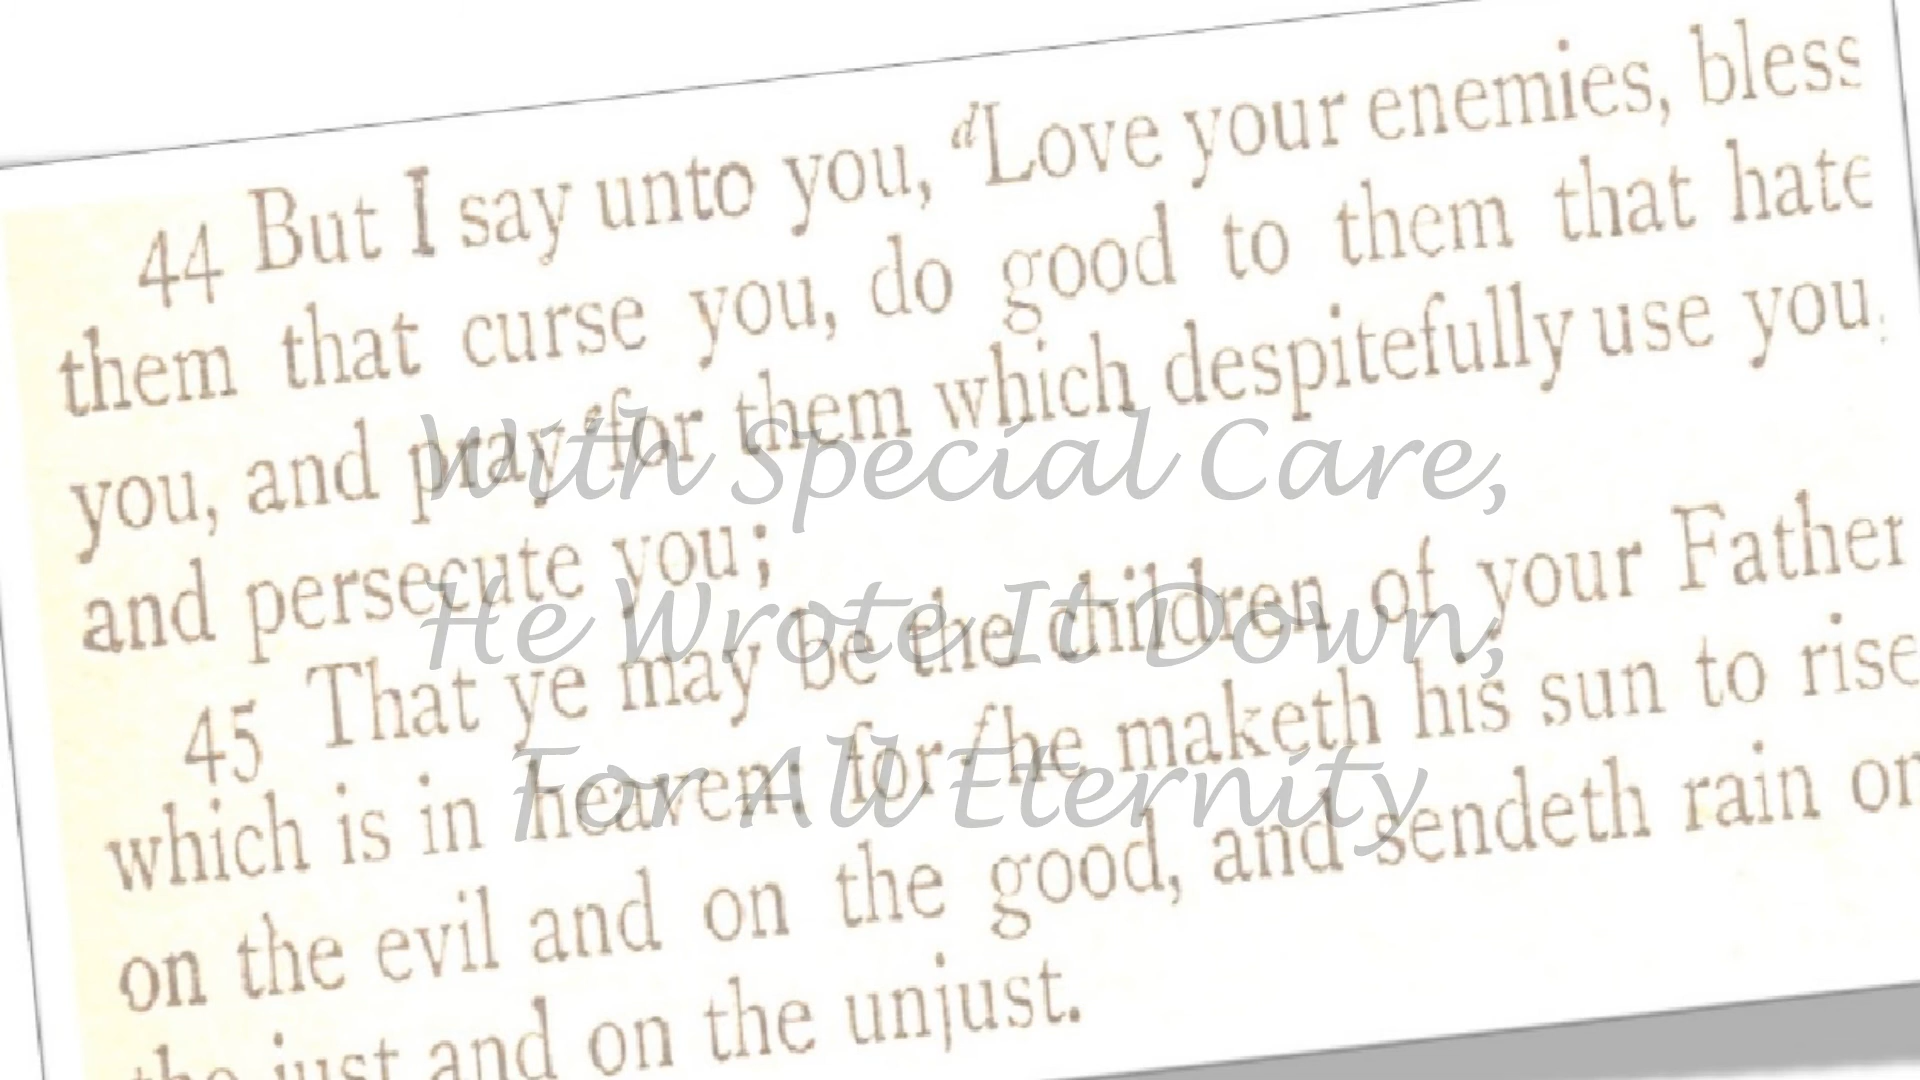 44 But I say unto you, dLove your enemies, bless
them that curse you, do good to them that hate
you, and pray efor them which despitefully use you,
and persecute you;
45 That ye may be the children of your Father
which is in heaven: for fhe maketh his sun to rise
on the evil and on the good, and sendeth rain on
the just and on the unjust.
With Special Care,
He Wrote It Down,
For All Eternity